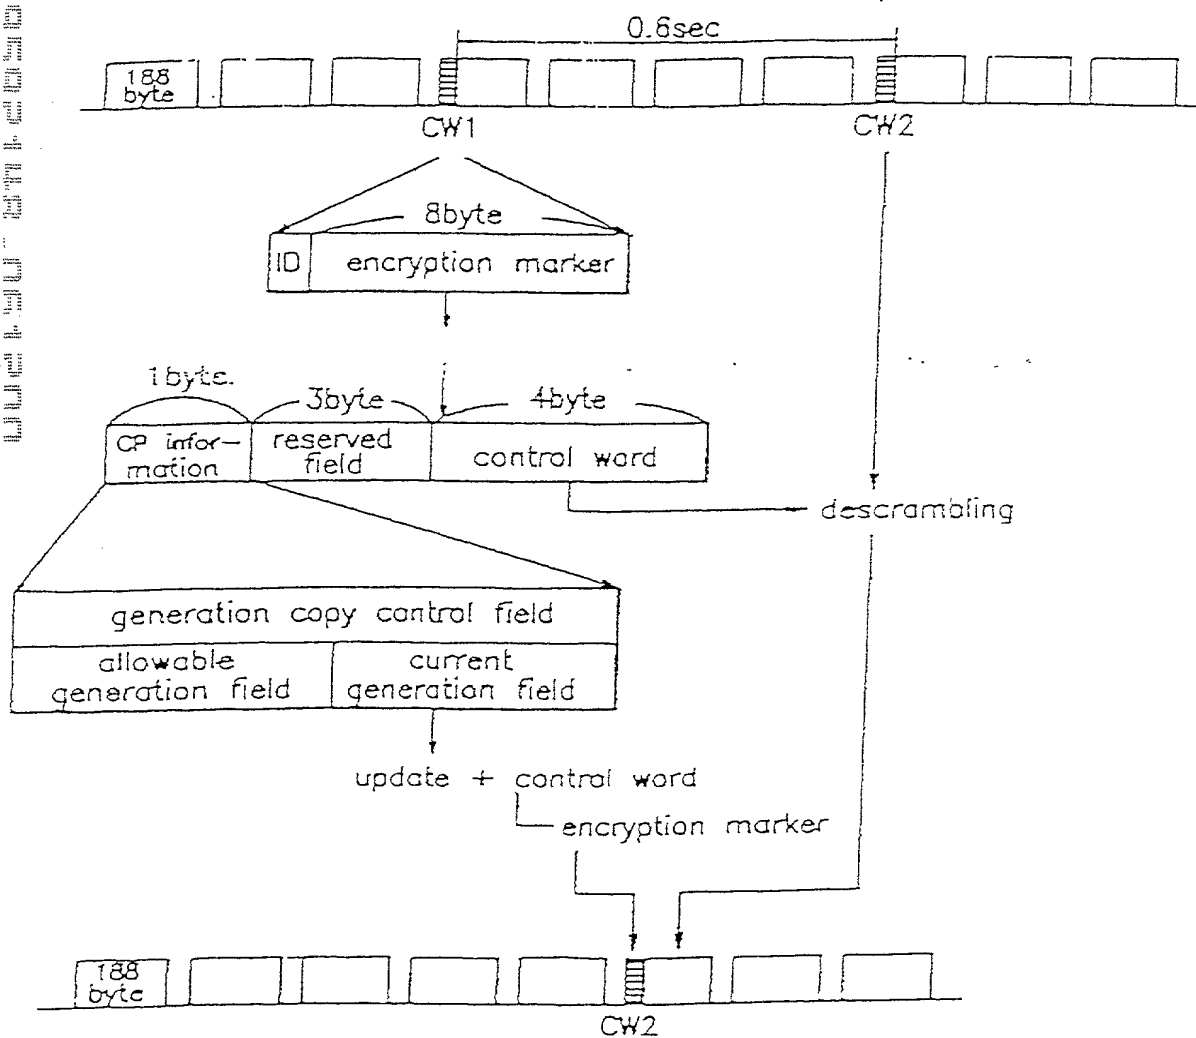 0.6sec
188
byte
CW1
CW2
8byte
ID
encryption marker
1byte.
3byte
4byte
CP infor-
mation
reserved
field
control word
descrambling
generation copy control field
allowable
generation field
current
generation field
update + control word
encryption marker
188
byte
CW2